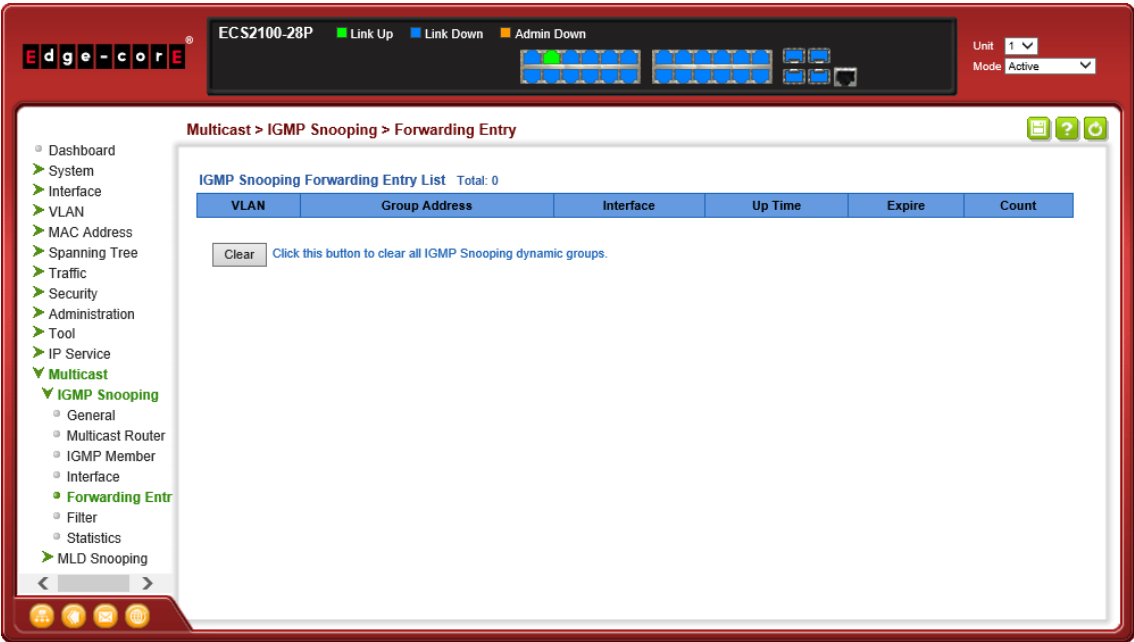 Edge-corE®
ECS2100-28P Link Up Link Down Admin Down
Unit 1
Mode Active
Multicast > IGMP Snooping > Forwarding Entry
Dashboard
System
Interface
VLAN
MAC Address
Spanning Tree
Traffic
Security
Administration
Tool
IP Service
Multicast
IGMP Snooping
General
Multicast Router
IGMP Member
Interface
Forwarding Entr
Filter
Statistics
MLD Snooping
IGMP Snooping Forwarding Entry List Total: 0
VLAN Group Address Interface Up Time Expire Count
Clear Click this button to clear all IGMP Snooping dynamic groups.